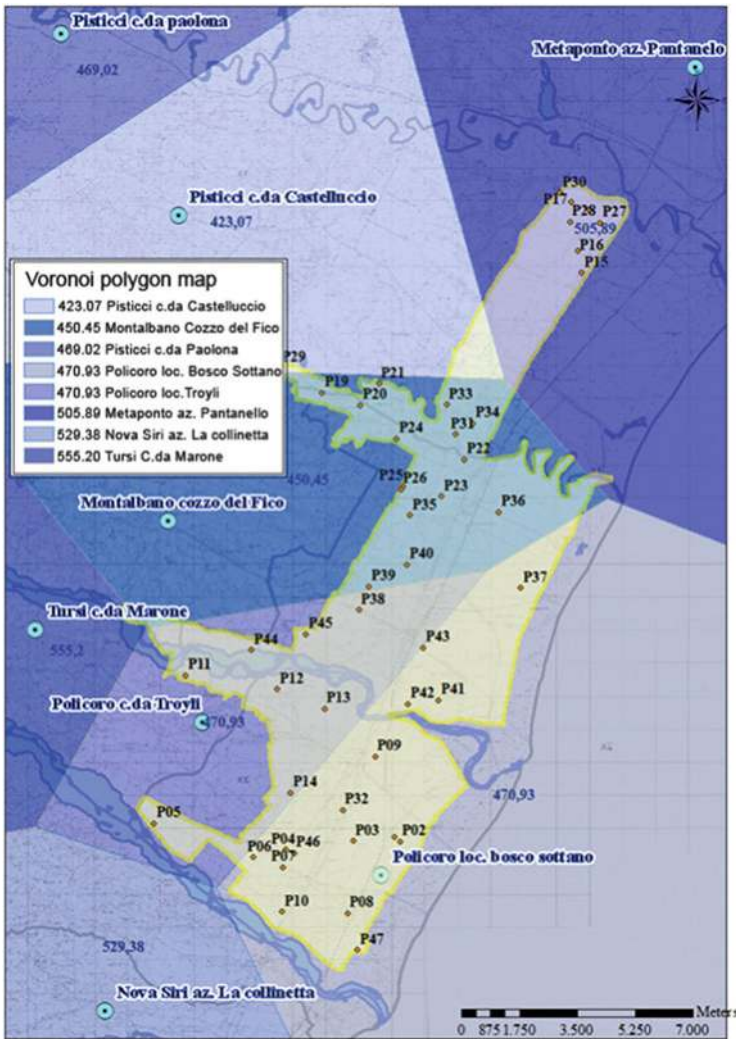 Pisticci c.da paolona
469,02
Metaponto az. Pantanelo
Pisticci c.da Castelluccio
423,07
P30
P17
P28
P27
505,89
P16
P15
Voronoi polygon map
423.07 Pisticci c.da Castelluccio
450.45 Montalbano Cozzo del Fico
469.02 Pisticci c.da Paolona
470.93 Policoro loc. Bosco Sottano
470.93 Policoro loc.Troyli
505.89 Metaponto az. Pantanello
529.38 Nova Siri az. La collinetta
555.20 Tursi C.da Marone
P29
P19
P21
P20
P33
P34
P31
P24
P22
450,45
P25
P26
P23
P35
P36
Montalbano cozzo del Fico
P40
P39
P37
P38
Tursi c.da Marone
555,2
P45
P44
P43
P11
P12
P13
P42
P41
Policoro c.da Troyli
470,93
P09
P14
470,93
P32
P05
P04
P46
P03
P02
P06
P07
Policoro loc. bosco sottano
P10
P08
P47
529,38
Nova Siri az. La collinetta
Meters
0 875 1.750 3.500 5.250 7.000